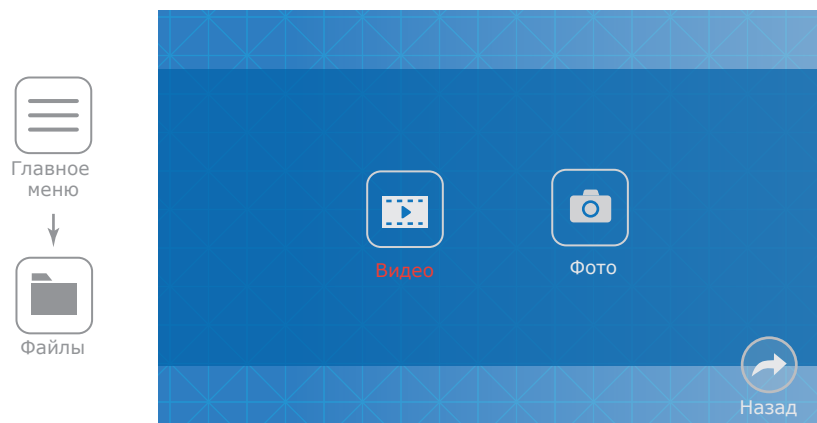 Главное
меню
Файлы
Видео
Фото
Назад